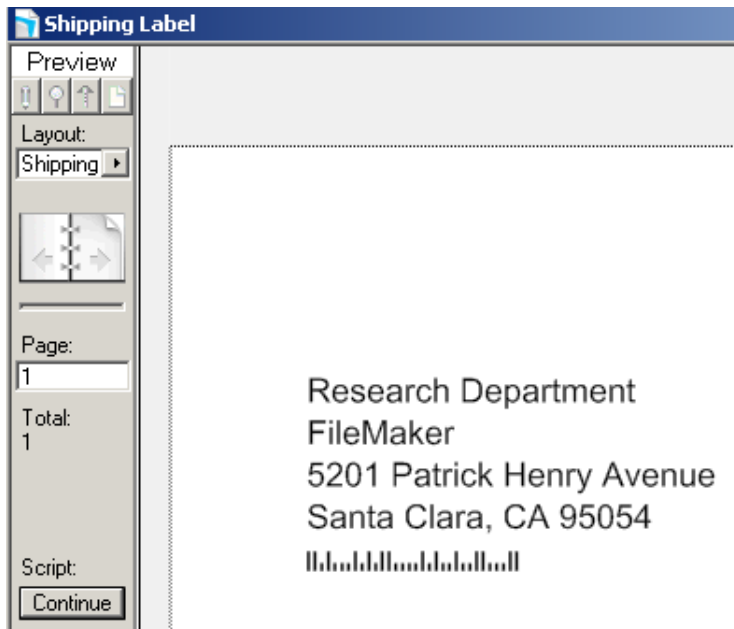 Shipping Label
Preview
Layout:
Shipping
Page:
1
Total:
1
Script:
Continue
Research Department
FileMaker
5201 Patrick Henry Avenue
Santa Clara, CA 95054